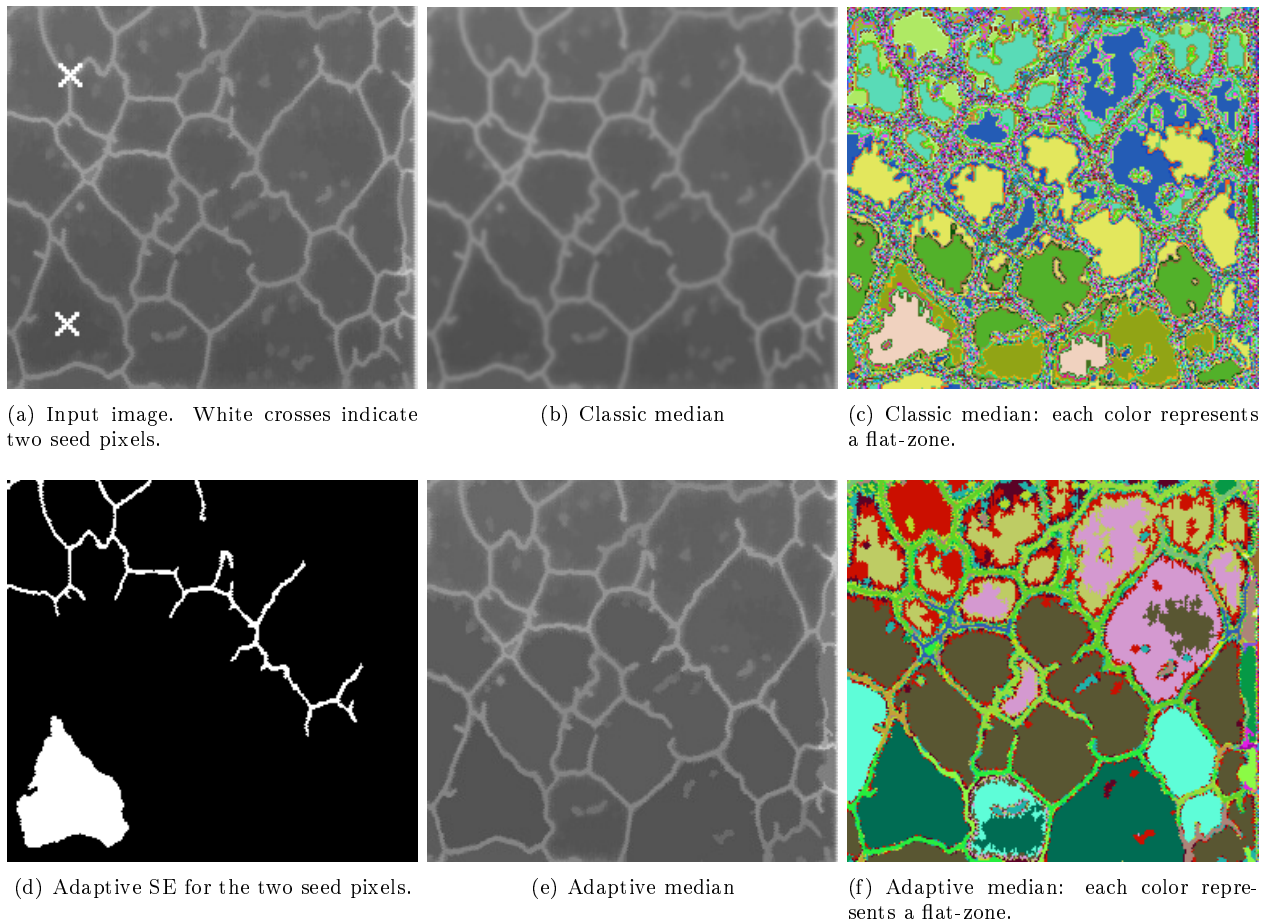 (a) Input image. White crosses indicate
two seed pixels.
(b) Classic median
(c) Classic median: each color represents
a flat-zone.
(d) Adaptive SE for the two seed pixels.
(e) Adaptive median
(f) Adaptive median: each color repre-
sents a flat-zone.